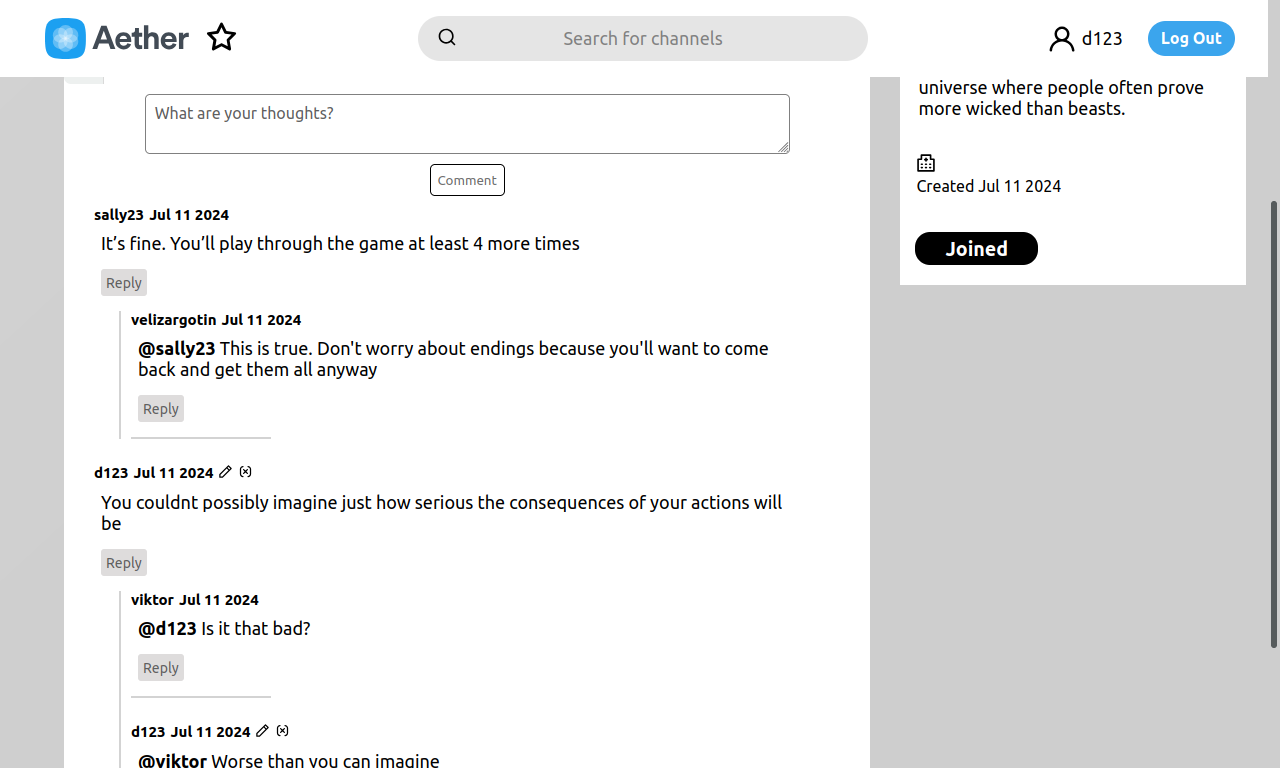 Aether
Search for channels
d123
Log Out
What are your thoughts?
Comment
sally23 Jul 11 2024
It’s fine. You’ll play through the game at least 4 more times
Reply
velizargotin Jul 11 2024
@sally23 This is true. Don't worry about endings because you'll want to come
back and get them all anyway
Reply
d123 Jul 11 2024
You couldnt possibly imagine just how serious the consequences of your actions will
be
Reply
viktor Jul 11 2024
@d123 Is it that bad?
Reply
d123 Jul 11 2024
@viktor Worse than you can imagine
universe where people often prove
more wicked than beasts.
Created Jul 11 2024
Joined